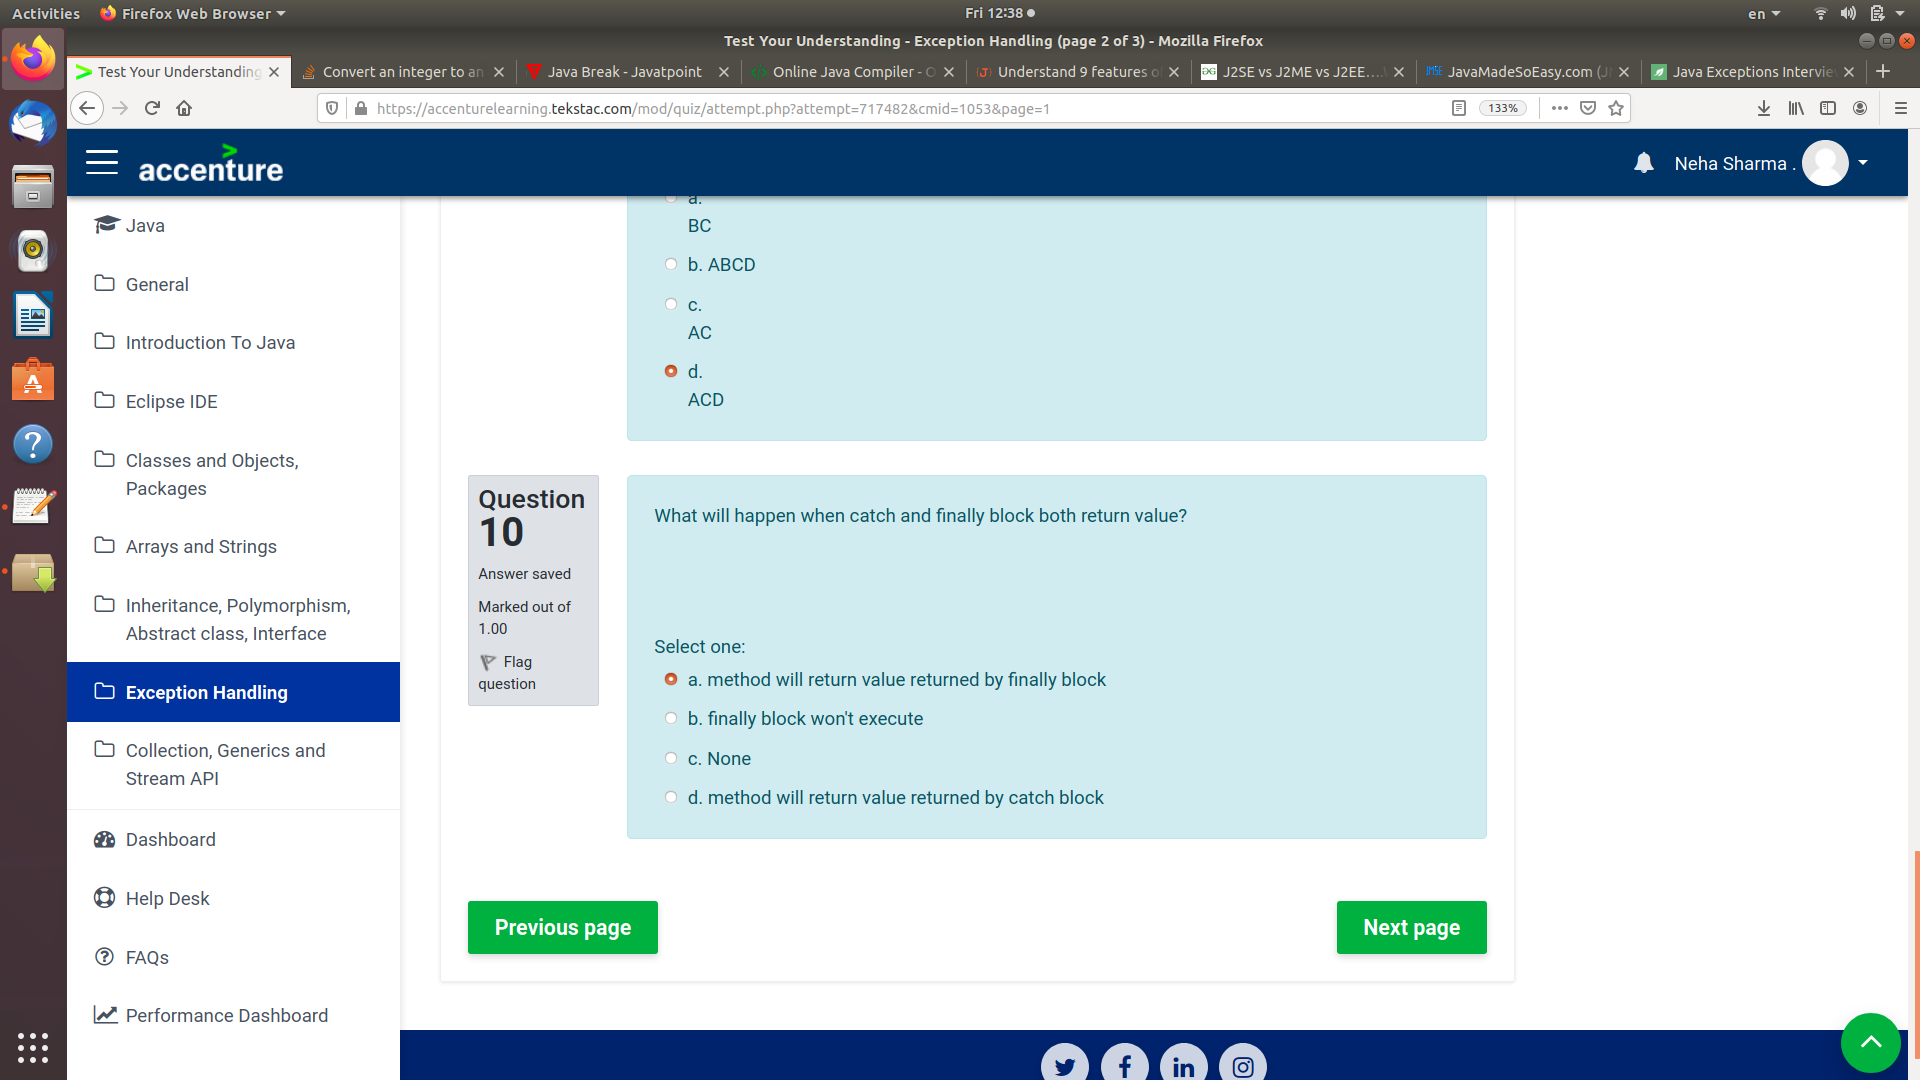 Activities
Firefox Web Browser
Fri 12:38
en
Test Your Understanding - Exception Handling (page 2 of 3) - Mozilla Firefox
Test Your Understanding
Convert an integer to an
Java Break - Javatpoint
Online Java Compiler -
Understand 9 features
J2SE vs J2ME vs J2EE...
JavaMadeSoEasy.com
Java Exceptions Intervie
https://accenturelearning.tekstac.com/mod/quiz/attempt.php?attempt=717482&cmid=1053&page=1
133%
accenture
Neha Sharma .
Java
General
Introduction To Java
Eclipse IDE
Classes and Objects,
Packages
Arrays and Strings
Inheritance, Polymorphism,
Abstract class, Interface
Exception Handling
Collection, Generics and
Stream API
Dashboard
Help Desk
FAQs
Performance Dashboard
a.
BC
b. ABCD
c.
AC
d.
ACD
Question
10
Answer saved
Marked out of
1.00
Flag
question
What will happen when catch and finally block both return value?
Select one:
a. method will return value returned by finally block
b. finally block won't execute
c. None
d. method will return value returned by catch block
Previous page
Next page